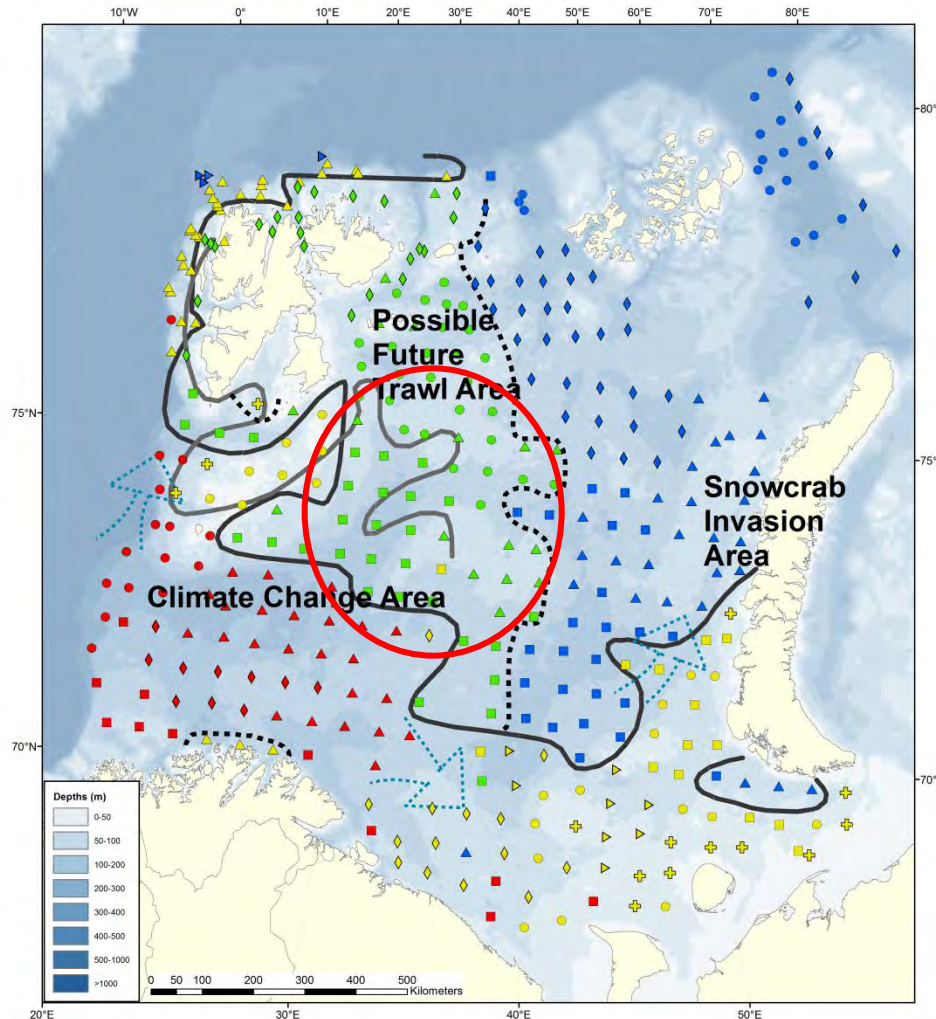 10°W 0° 10°E 20°E 30°E 40°E 50°E 60°E 80°E
80°
Possible
Future
Trawl Area
75°N
75°
Snowcrab
Invasion
Area
Climate Change Area
70°N
70°
Depths (m)
0-50
50-100
100-200
200-300
300-400
400-500
500-1000
>1000
0 50 100 200 300 400 500
Kilometers
20°E 30°E 40°E 50°E